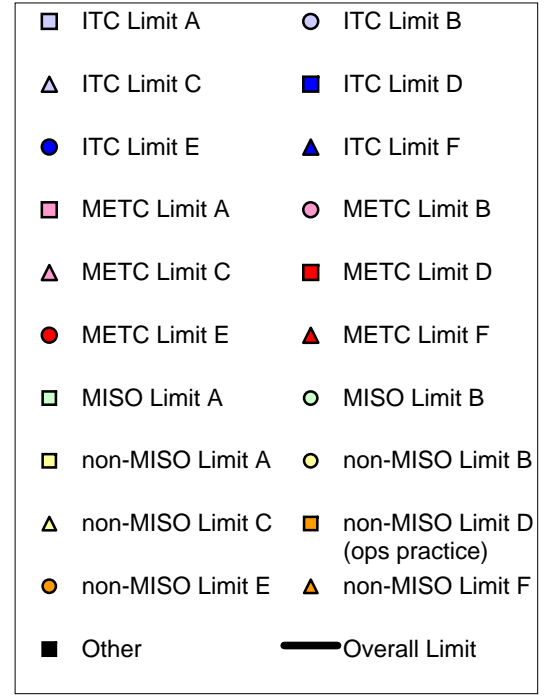 ITC Limit A ITC Limit B
ITC Limit C ITC Limit D
ITC Limit E ITC Limit F
METC Limit A METC Limit B
METC Limit C METC Limit D
METC Limit E METC Limit F
MISO Limit A MISO Limit B
non-MISO Limit A non-MISO Limit B
non-MISO Limit C non-MISO Limit D
(ops practice)
non-MISO Limit E non-MISO Limit F
Other Overall Limit